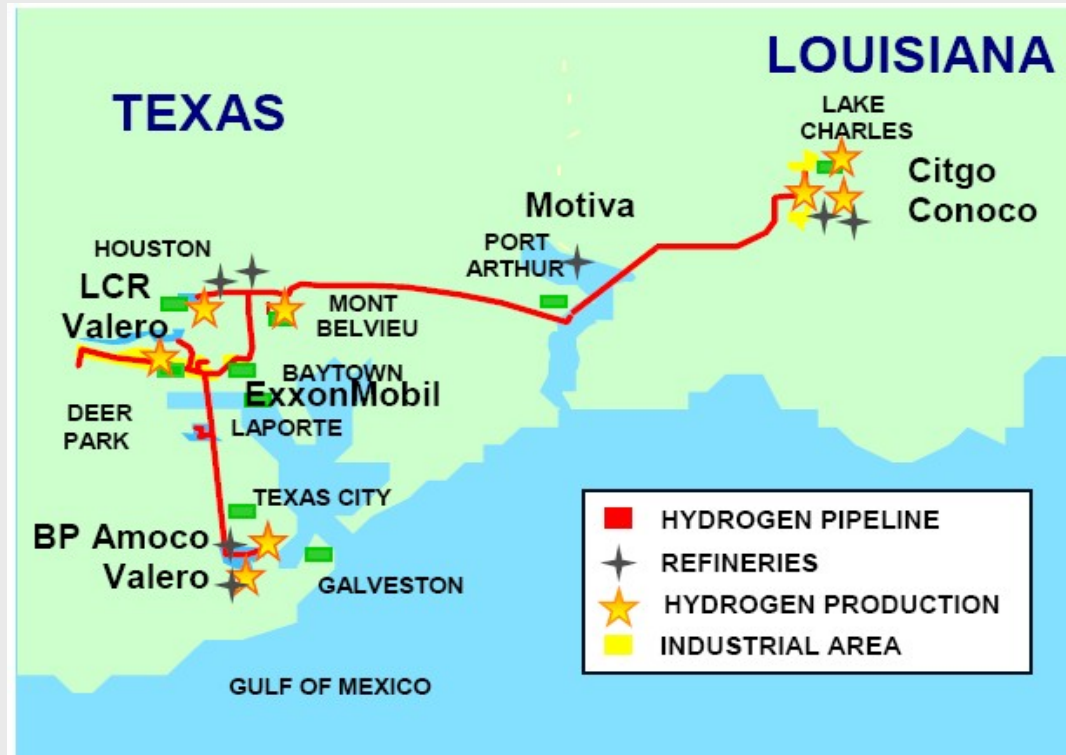 LOUISIANA
TEXAS
LAKE
CHARLES
Citgo
Conoco
Motiva
PORT
ARTHUR
HOUSTON
LCR
Valero
MONT
BELVIEU
BAYTOWN
ExxonMobil
DEER
PARK
LAPORTE
TEXAS CITY
BP Amoco
Valero
GALVESTON
GULF OF MEXICO
HYDROGEN PIPELINE
REFINERIES
HYDROGEN PRODUCTION
INDUSTRIAL AREA